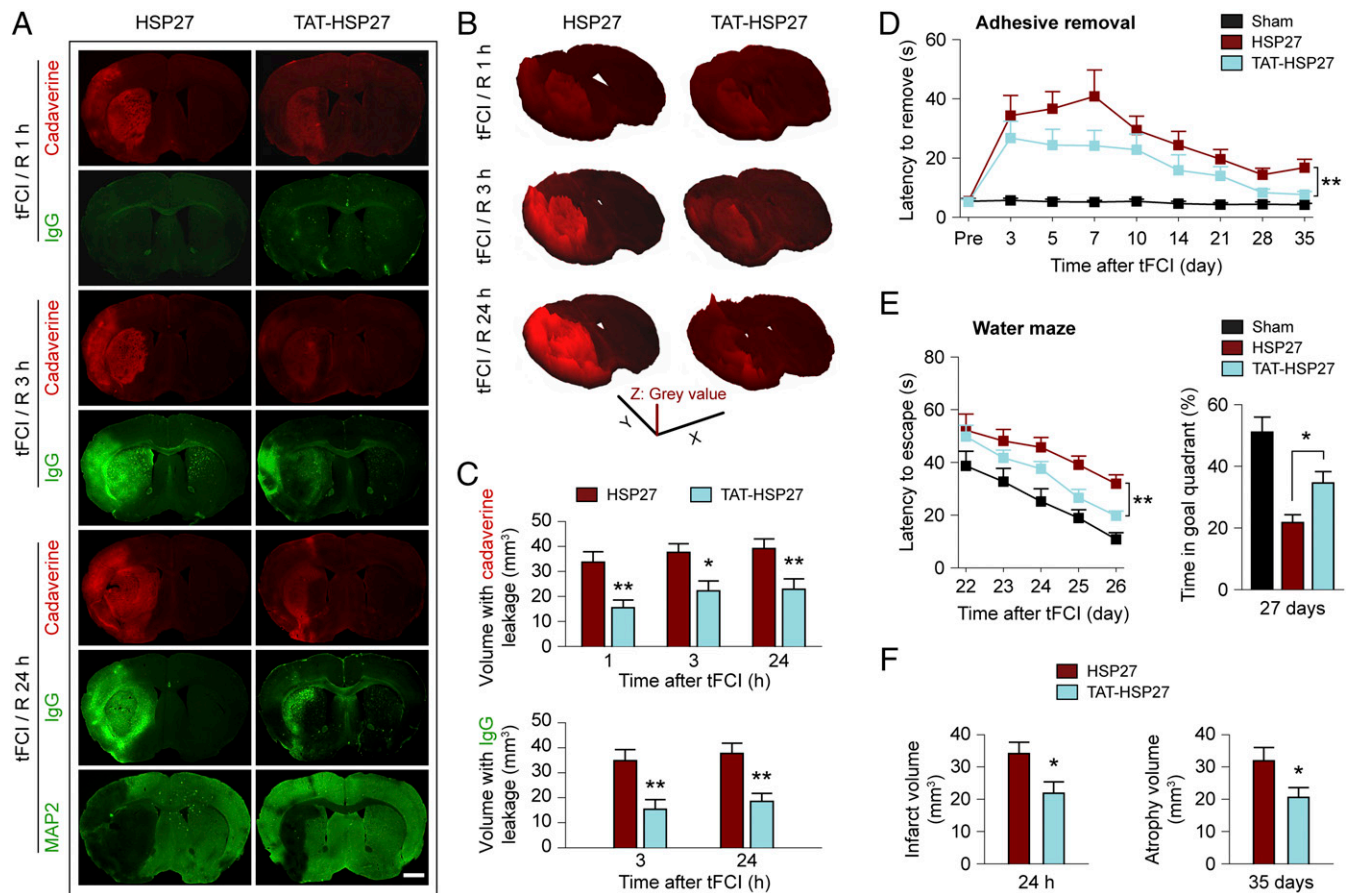 A
HSP27
TAT-HSP27
tFCI / R 1 h
Cadaverine
IgG
tFCI / R 3 h
Cadaverine
IgG
tFCI / R 24 h
Cadaverine
IgG
MAP2
B
HSP27
TAT-HSP27
tFCI / R 1 h
tFCI / R 3 h
tFCI / R 24 h
Z: Grey value
Y
X
C
HSP27
TAT-HSP27
Volume with cadaverine
leakage (mm3)
50
40
30
20
10
0
**
*
**
1
3
24
Time after tFCI (h)
Volume with IgG
leakage (mm3)
50
40
30
20
10
0
**
**
3
24
Time after tFCI (h)
D
Adhesive removal
Sham
HSP27
TAT-HSP27
Latency to remove (s)
60
40
20
0
**
Pre
3
5
7
10
14
21
28
35
Time after tFCI (day)
E
Water maze
Latency to escape (s)
80
60
40
20
0
**
22
23
24
25
26
Time after tFCI (day)
Sham
HSP27
TAT-HSP27
Time in goal quadrant (%)
60
40
20
0
*
27 days
F
HSP27
TAT-HSP27
Infarct volume
(mm3)
40
30
20
10
0
*
24 h
Atrophy volume
(mm3)
40
30
20
10
0
*
35 days